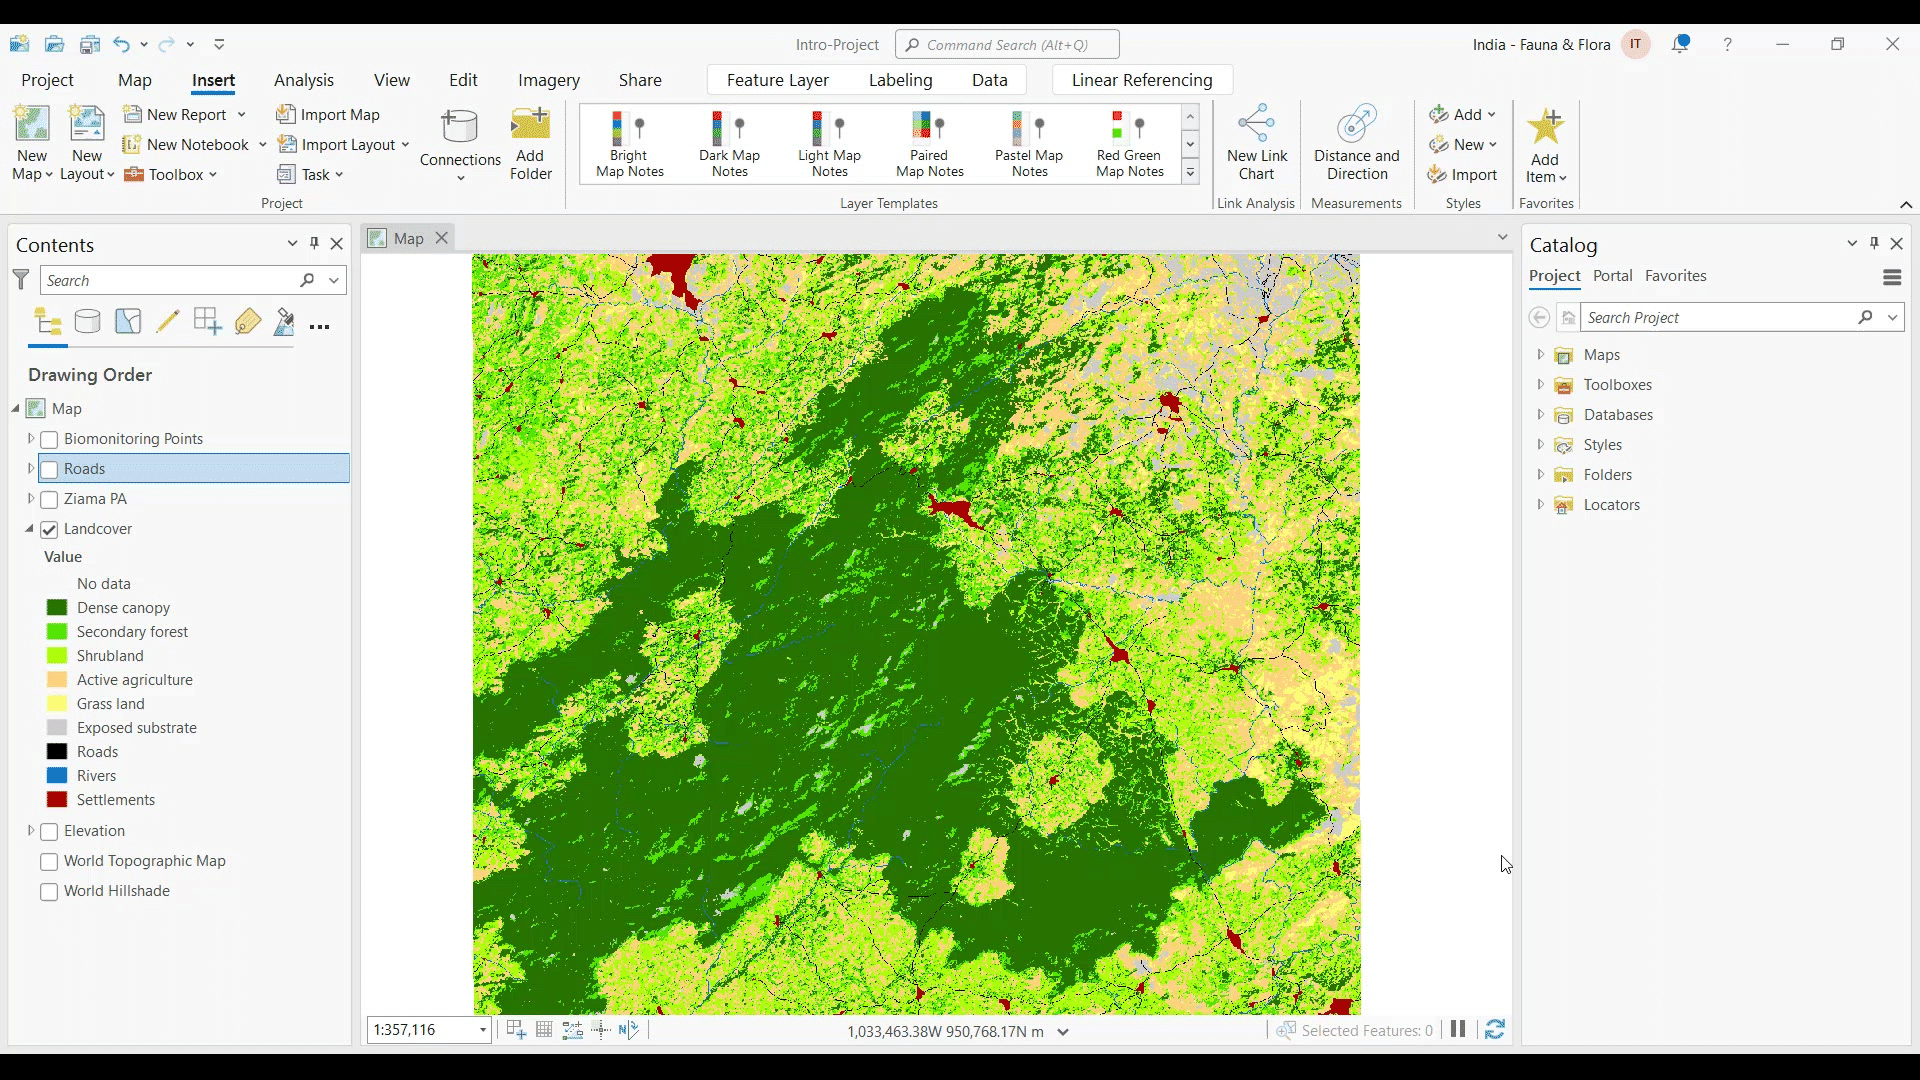 Intro-Project
Command Search (Alt+Q)
India - Fauna & Flora
IT
?
Project
Map
Insert
Analysis
View
Edit
Imagery
Share
Feature Layer
Labeling
Data
Linear Referencing
New
Map
New
Layout
New Report
New Notebook
Toolbox
Import Map
Import Layout
Task
Connections
Add
Folder
Project
Bright
Map Notes
Dark Map
Notes
Light Map
Notes
Paired
Map Notes
Pastel Map
Notes
Red Green
Map Notes
Layer Templates
New Link
Chart
Link Analysis
Distance and
Direction
Measurements
Add
New
Import
Styles
Add
Item
Favorites
Contents
Search
Drawing Order
Map
Biomonitoring Points
Roads
Ziama PA
Landcover
Value
No data
Dense canopy
Secondary forest
Shrubland
Active agriculture
Grass land
Exposed substrate
Roads
Rivers
Settlements
Elevation
World Topographic Map
World Hillshade
Map
1:357,116
N
1,033,463.38W 950,768.17N m
Selected Features: 0
Catalog
Project
Portal
Favorites
Search Project
Maps
Toolboxes
Databases
Styles
Folders
Locators